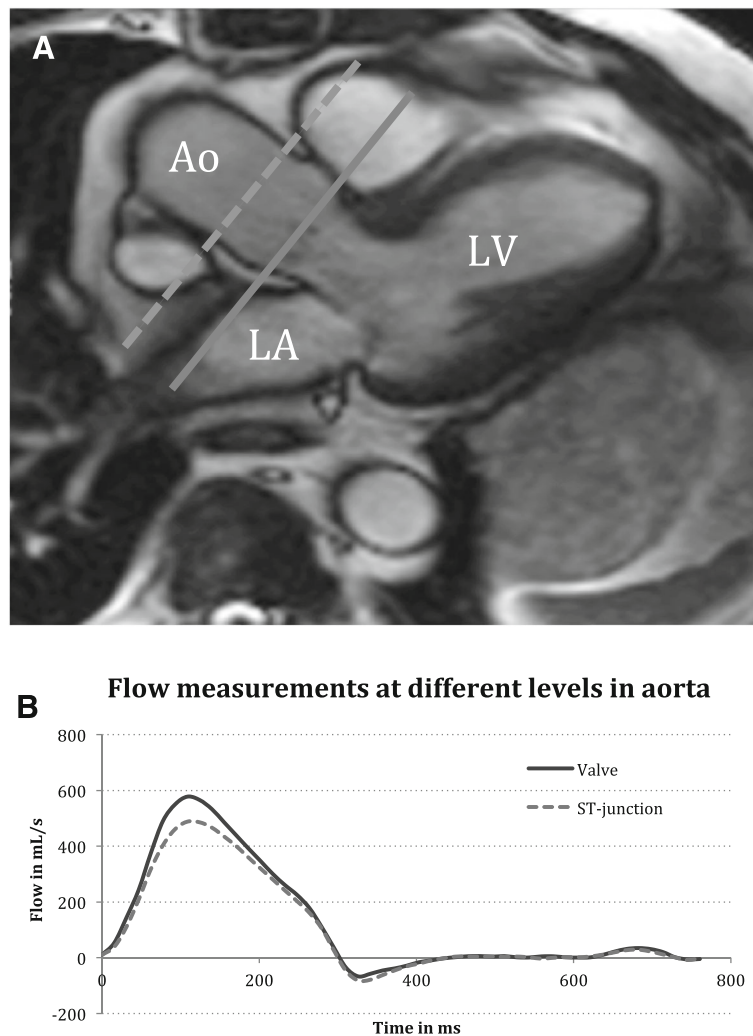 A
Ao
LV
LA
B
Flow measurements at different levels in aorta
800
600
400
200
0
-200
Flow in mL/s
Valve
ST-junction
0
200
400
600
800
Time in ms